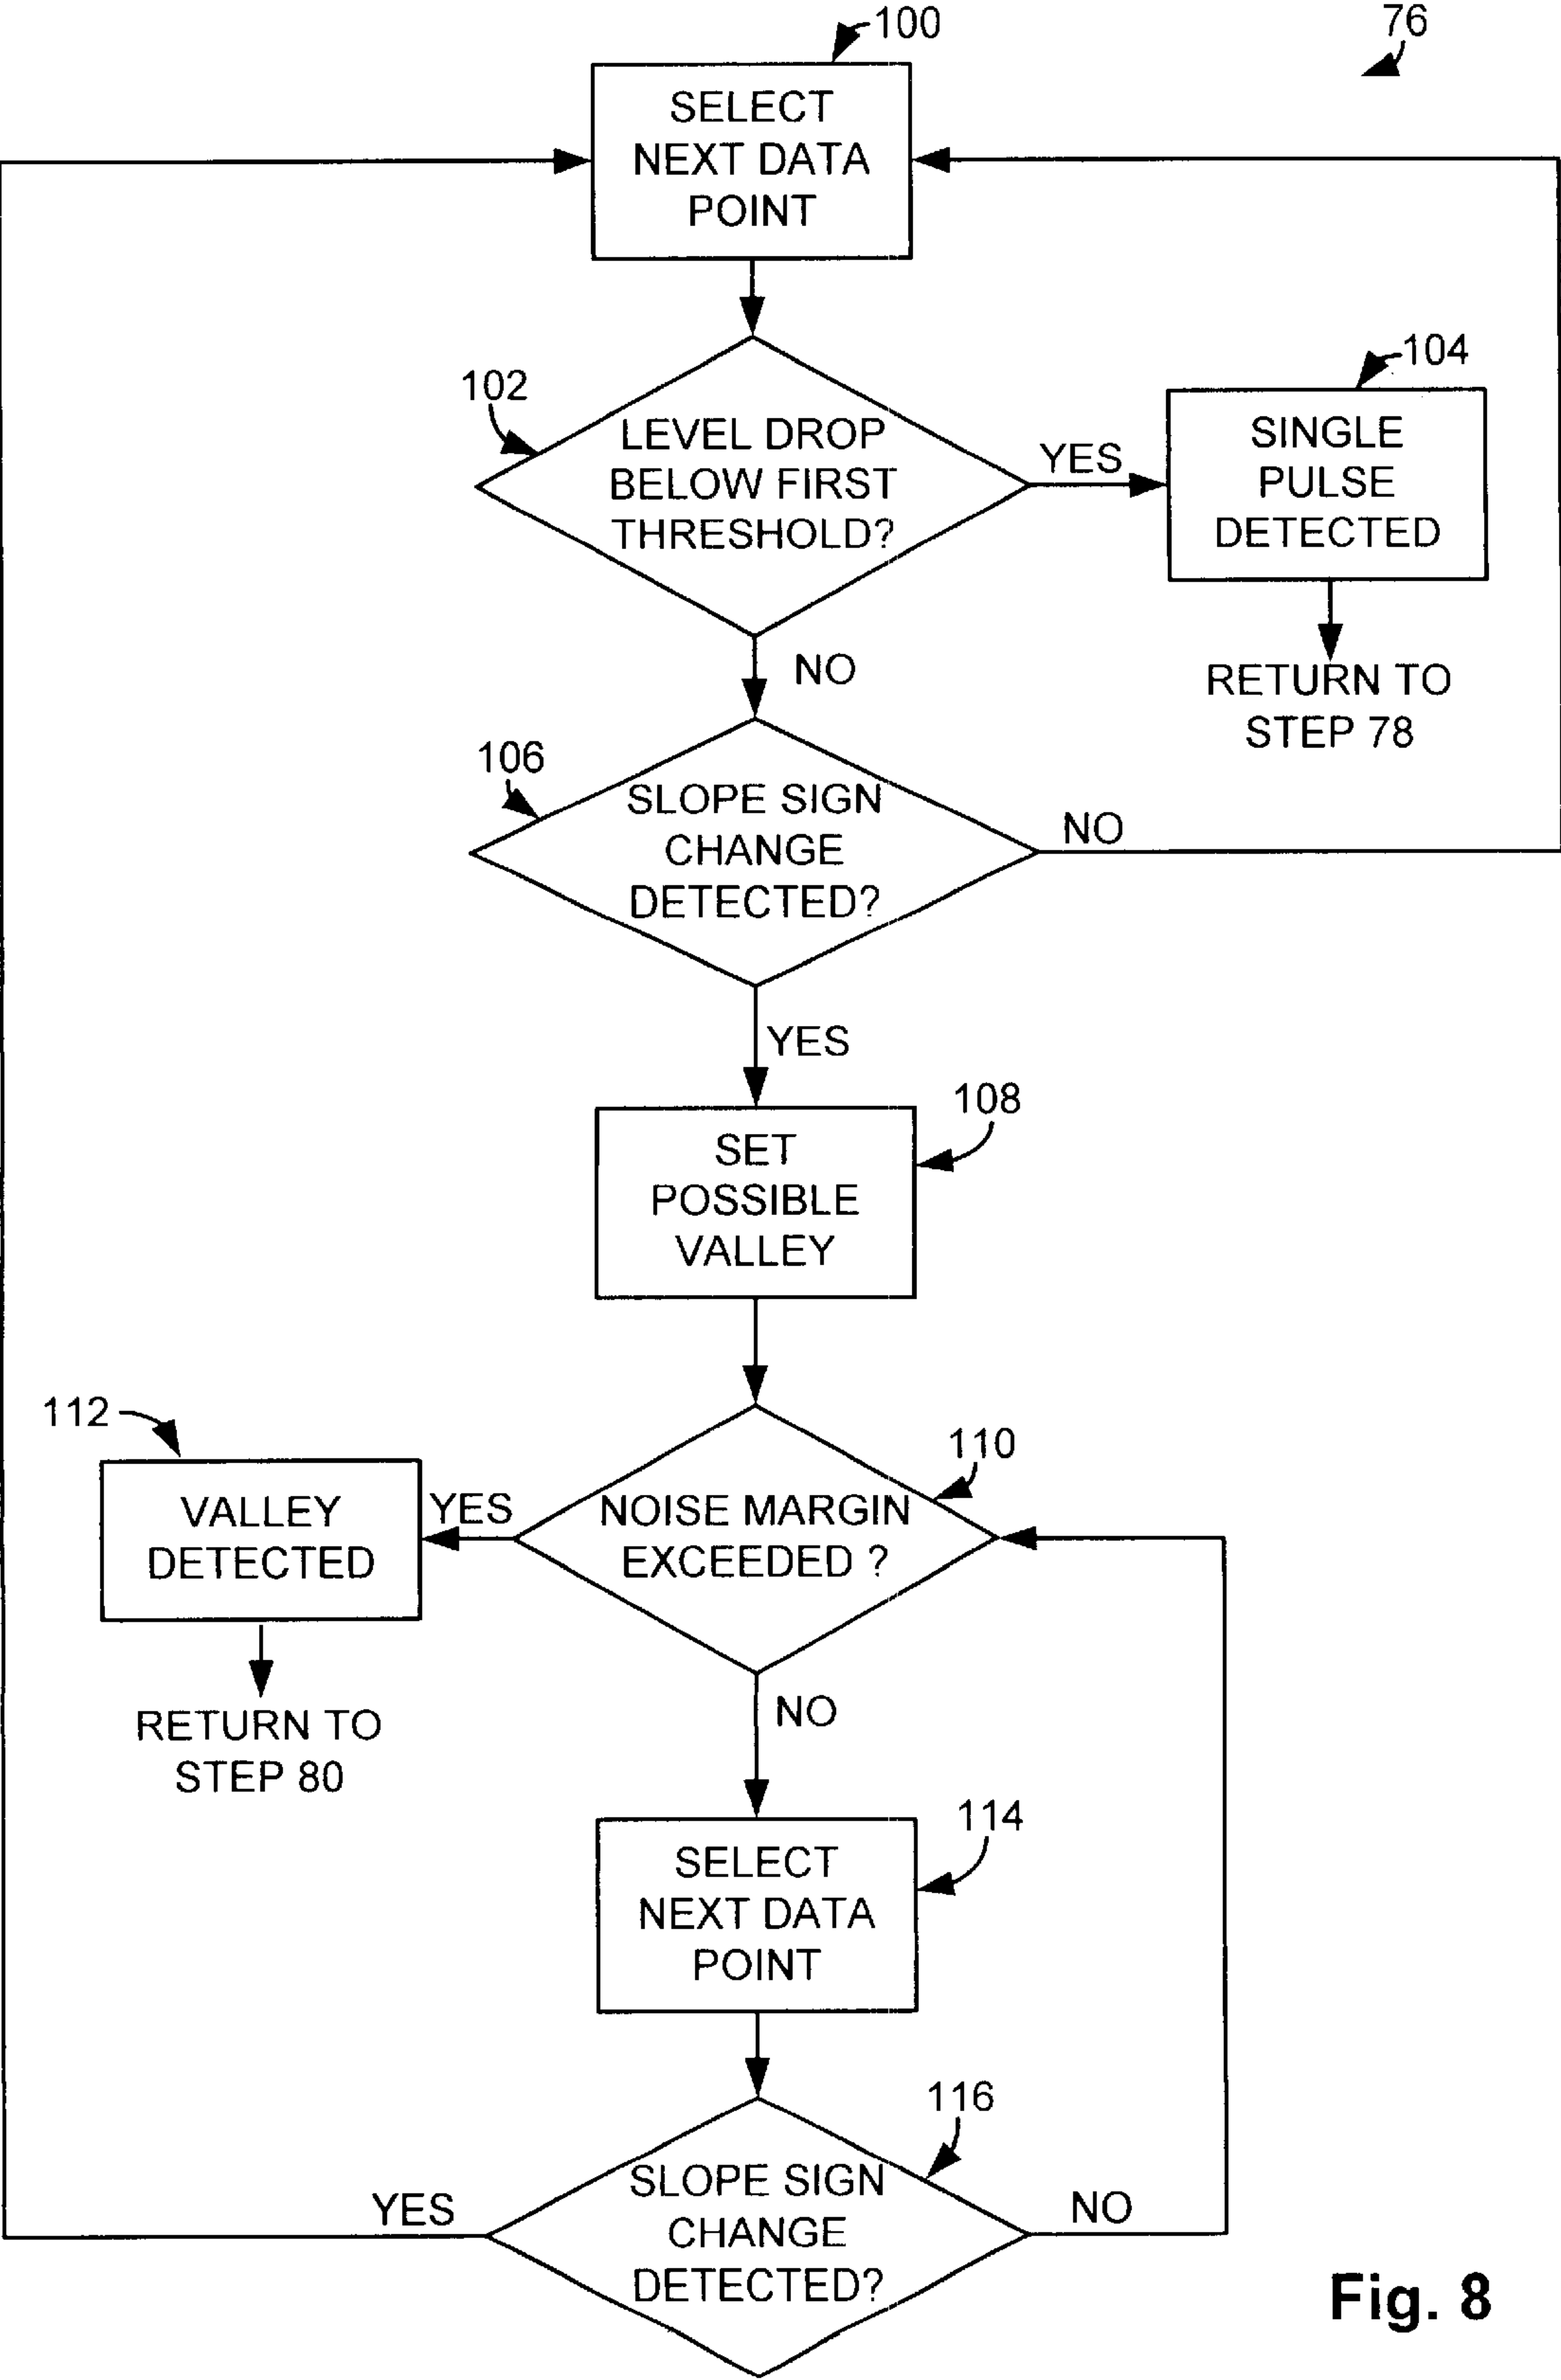 100
76
SELECT
NEXT DATA
POINT
102
LEVEL DROP
BELOW FIRST
THRESHOLD?
YES
104
SINGLE
PULSE
DETECTED
NO
RETURN TO
STEP 78
106
SLOPE SIGN
CHANGE
DETECTED?
NO
YES
108
SET
POSSIBLE
VALLEY
112
VALLEY
DETECTED
YES
110
NOISE MARGIN
EXCEEDED ?
RETURN TO
STEP 80
NO
114
SELECT
NEXT DATA
POINT
116
YES
SLOPE SIGN
CHANGE
DETECTED?
NO
Fig. 8